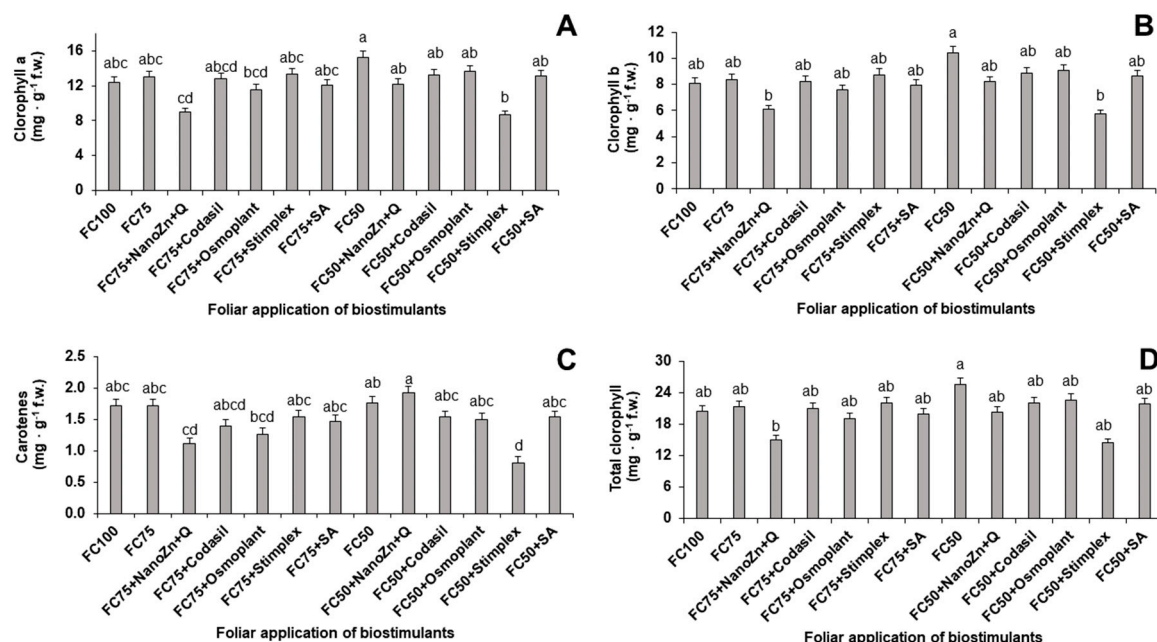 A
Clorophyll a
(mg · g⁻¹ f.w.)
16
12
8
4
0
abc
abc
cd
abcd
bcd
abc
abc
a
ab
ab
ab
b
ab
FC100
FC75
FC75+NanoZn+Q
FC75+Codasil
FC75+Osmoplant
FC75+Stimplex
FC75+SA
FC50
FC50+NanoZn+Q
FC50+Codasil
FC50+Osmoplant
FC50+Stimplex
FC50+SA
Foliar application of biostimulants
B
Clorophyll b
(mg · g⁻¹ f.w.)
12
10
8
6
4
2
0
ab
ab
b
ab
ab
ab
ab
a
ab
ab
ab
b
ab
FC100
FC75
FC75+NanoZn+Q
FC75+Codasil
FC75+Osmoplant
FC75+Stimplex
FC75+SA
FC50
FC50+NanoZn+Q
FC50+Codasil
FC50+Osmoplant
FC50+Stimplex
FC50+SA
Foliar application of biostimulants
C
Carotenes
(mg · g⁻¹ f.w.)
2.5
2.0
1.5
1.0
0.5
0.0
abc
abc
cd
abcd
bcd
abc
abc
ab
a
abc
abc
d
abc
FC100
FC75
FC75+NanoZn+Q
FC75+Codasil
FC75+Osmoplant
FC75+Stimplex
FC75+SA
FC50
FC50+NanoZn+Q
FC50+Codasil
FC50+Osmoplant
FC50+Stimplex
FC50+SA
Foliar application of biostimulants
D
Total clorophyll
(mg · g⁻¹ f.w.)
30
24
18
12
6
0
ab
ab
b
ab
ab
ab
ab
a
ab
ab
ab
ab
ab
FC100
FC75
FC75+NanoZn+Q
FC75+Codasil
FC75+Osmoplant
FC75+Stimplex
FC75+SA
FC50
FC50+NanoZn+Q
FC50+Codasil
FC50+Osmoplant
FC50+Stimplex
FC50+SA
Foliar application of biostimulants